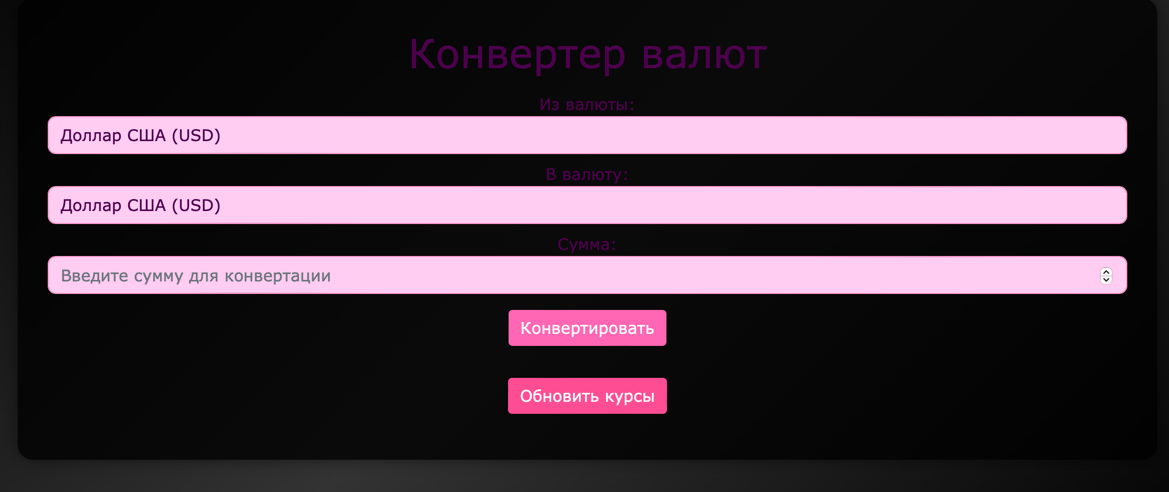 Конвертер валют
Из валюты:
Доллар США (USD)
В валюту:
Доллар США (USD)
Сумма:
Введите сумму для конвертации
Конвертировать
Обновить курсы